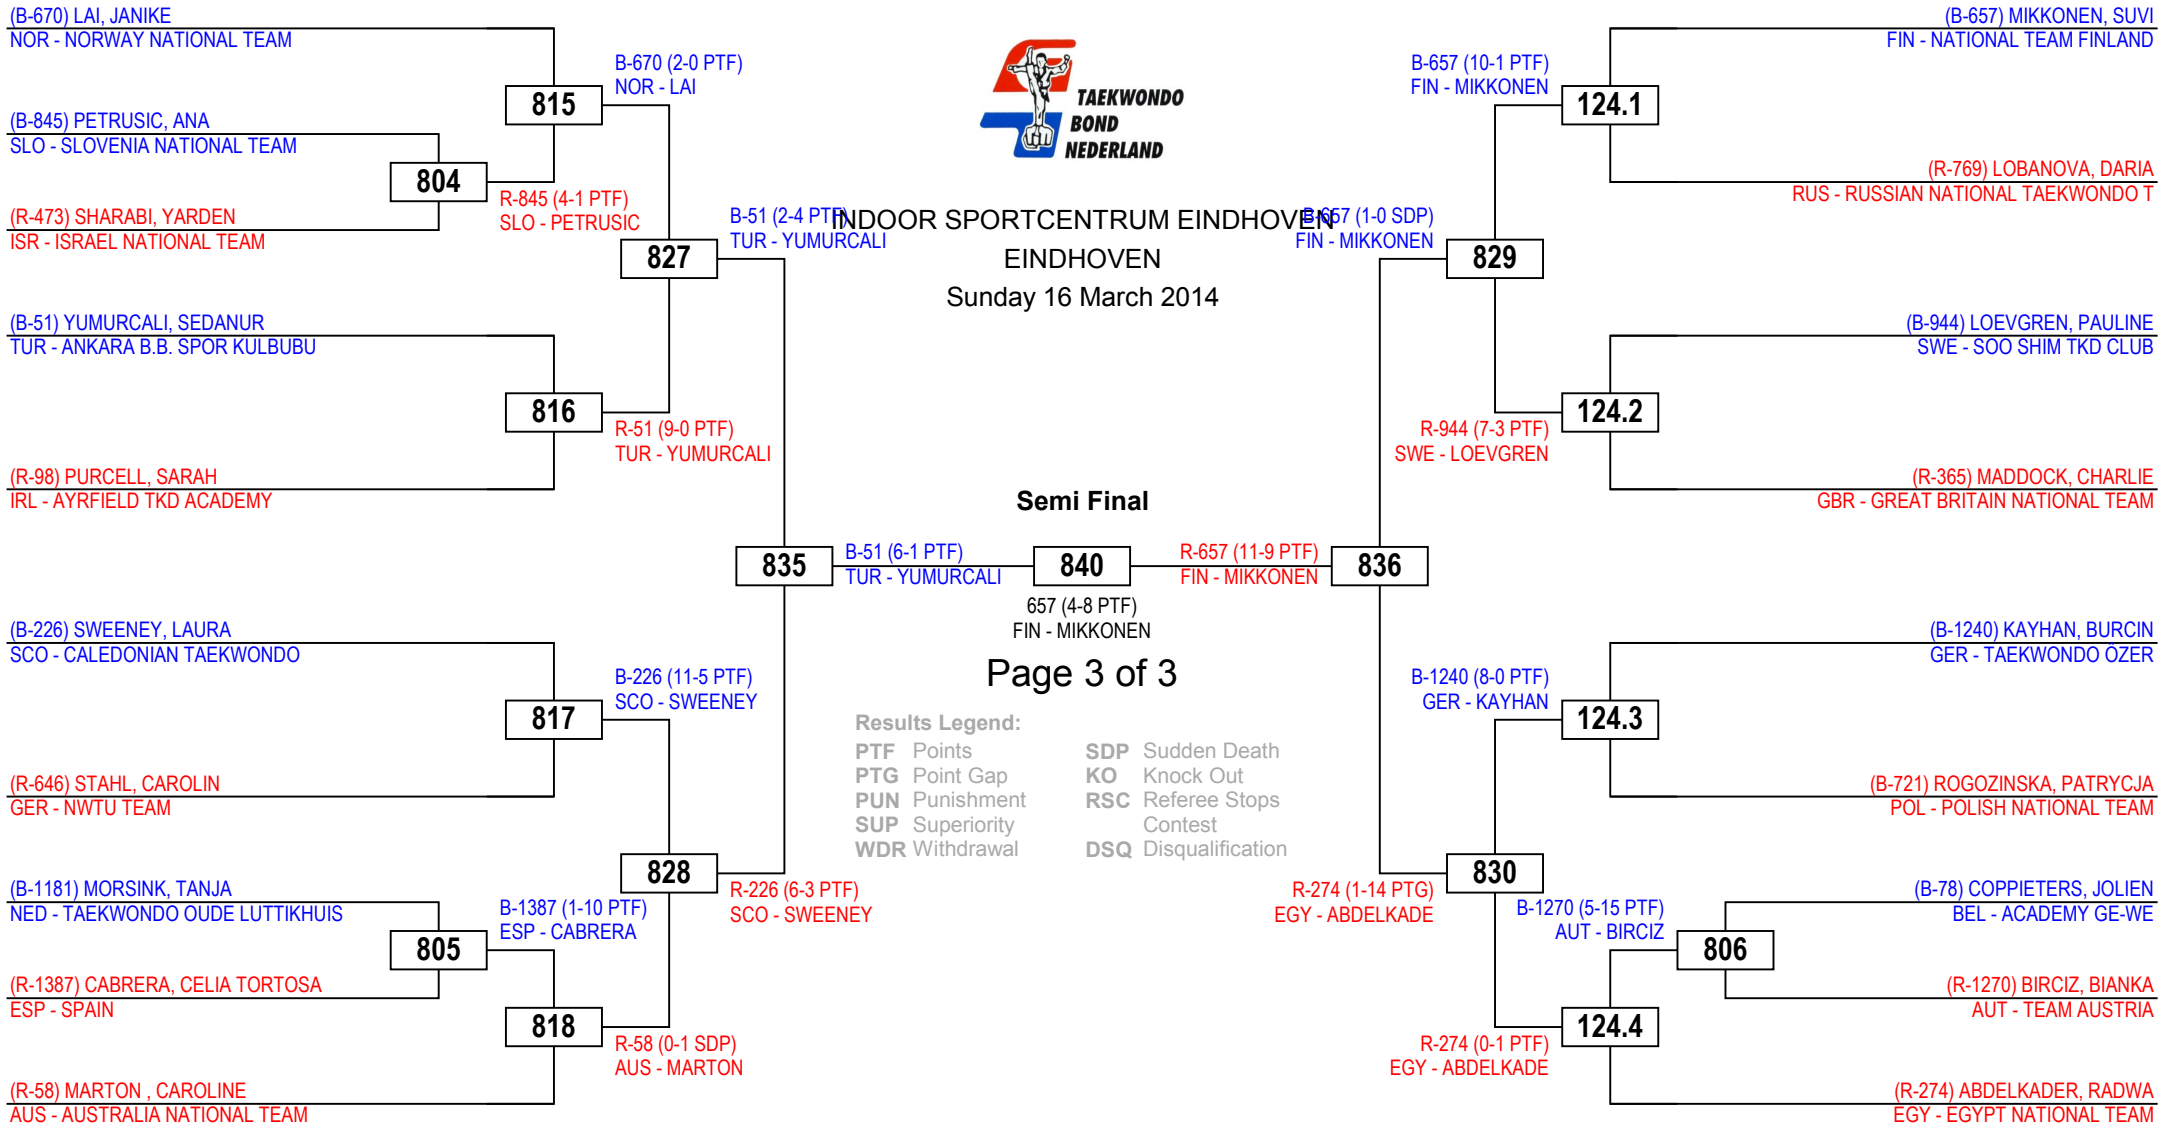 (B-670) LAI, JANIKE
NOR - NORWAY NATIONAL TEAM
(B-845) PETRUSIC, ANA
SLO - SLOVENIA NATIONAL TEAM
(R-473) SHARABI, YARDEN
ISR - ISRAEL NATIONAL TEAM
(B-51) YUMURCALI, SEDANUR
TUR - ANKARA B.B. SPOR KULBUBU
(R-98) PURCELL, SARAH
IRL - AYRFIELD TKD ACADEMY
(B-226) SWEENEY, LAURA
SCO - CALEDONIAN TAEKWONDO
(R-646) STAHL, CAROLIN
GER - NWTU TEAM
(B-1181) MORSINK, TANJA
NED - TAEKWONDO OUDE LUTTIKHUIS
(R-1387) CABRERA, CELIA TORTOSA
ESP - SPAIN
(R-58) MARTON , CAROLINE
AUS - AUSTRALIA NATIONAL TEAM
804
805
R-845 (4-1 PTF)
SLO - PETRUSIC
B-1387 (1-10 PTF)
ESP - CABRERA
815
816
817
818
B-670 (2-0 PTF)
NOR - LAI
R-51 (9-0 PTF)
TUR - YUMURCALI
B-226 (11-5 PTF)
SCO - SWEENEY
R-58 (0-1 SDP)
AUS - MARTON
827
828
B-51 (2-4 PTF)
TUR - YUMURCALI
R-226 (6-3 PTF)
SCO - SWEENEY
835
B-51 (6-1 PTF)
TUR - YUMURCALI
TAEKWONDO
BOND
NEDERLAND
INDOOR SPORTCENTRUM EINDHOVEN
EINDHOVEN
Sunday 16 March 2014
Semi Final
840
657 (4-8 PTF)
FIN - MIKKONEN
Page 3 of 3
Results Legend:
PTF Points
PTG Point Gap
PUN Punishment
SUP Superiority
WDR Withdrawal
SDP Sudden Death
KO Knock Out
RSC Referee Stops
Contest
DSQ Disqualification
R-657 (11-9 PTF)
FIN - MIKKONEN
836
B-657 (1-0 SDP)
FIN - MIKKONEN
R-274 (1-14 PTG)
EGY - ABDELKADE
829
830
B-657 (10-1 PTF)
FIN - MIKKONEN
R-944 (7-3 PTF)
SWE - LOEVGREN
B-1240 (8-0 PTF)
GER - KAYHAN
R-274 (0-1 PTF)
EGY - ABDELKADE
124.1
124.2
124.3
124.4
B-1270 (5-15 PTF)
AUT - BIRCIZ
806
(B-657) MIKKONEN, SUVI
FIN - NATIONAL TEAM FINLAND
(R-769) LOBANOVA, DARIA
RUS - RUSSIAN NATIONAL TAEKWONDO T
(B-944) LOEVGREN, PAULINE
SWE - SOO SHIM TKD CLUB
(R-365) MADDOCK, CHARLIE
GBR - GREAT BRITAIN NATIONAL TEAM
(B-1240) KAYHAN, BURCIN
GER - TAEKWONDO ÖZER
(B-721) ROGOZINSKA, PATRYCJA
POL - POLISH NATIONAL TEAM
(B-78) COPPIETERS, JOLIEN
BEL - ACADEMY GE-WE
(R-1270) BIRCIZ, BIANKA
AUT - TEAM AUSTRIA
(R-274) ABDELKADER, RADWA
EGY - EGYPT NATIONAL TEAM